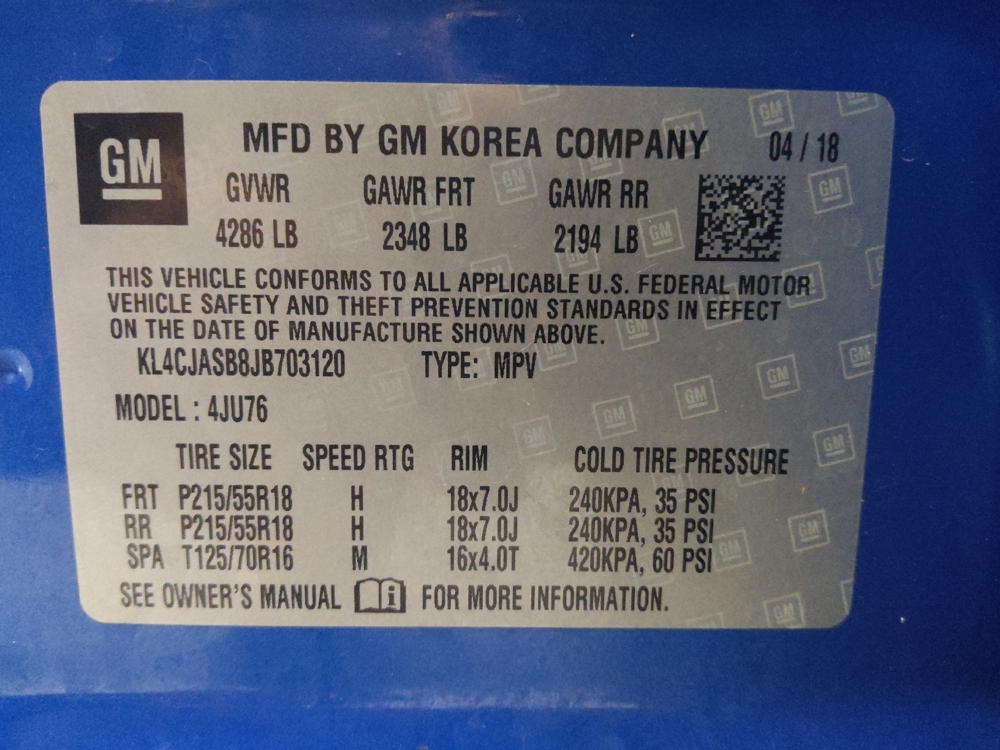 GM
MFD BY GM KOREA COMPANY 04 / 18
GVWR GAWR FRT GAWR RR
4286 LB 2348 LB 2194 LB
THIS VEHICLE CONFORMS TO ALL APPLICABLE U.S. FEDERAL MOTOR
VEHICLE SAFETY AND THEFT PREVENTION STANDARDS IN EFFECT
ON THE DATE OF MANUFACTURE SHOWN ABOVE.
KL4CJASB8JB703120 TYPE: MPV
MODEL : 4JU76
TIRE SIZE SPEED RTG RIM COLD TIRE PRESSURE
FRT P215/55R18 H 18x7.0J 240KPA, 35 PSI
RR P215/55R18 H 18x7.0J 240KPA, 35 PSI
SPA T125/70R16 M 16x4.0T 420KPA, 60 PSI
SEE OWNER'S MANUAL i FOR MORE INFORMATION.